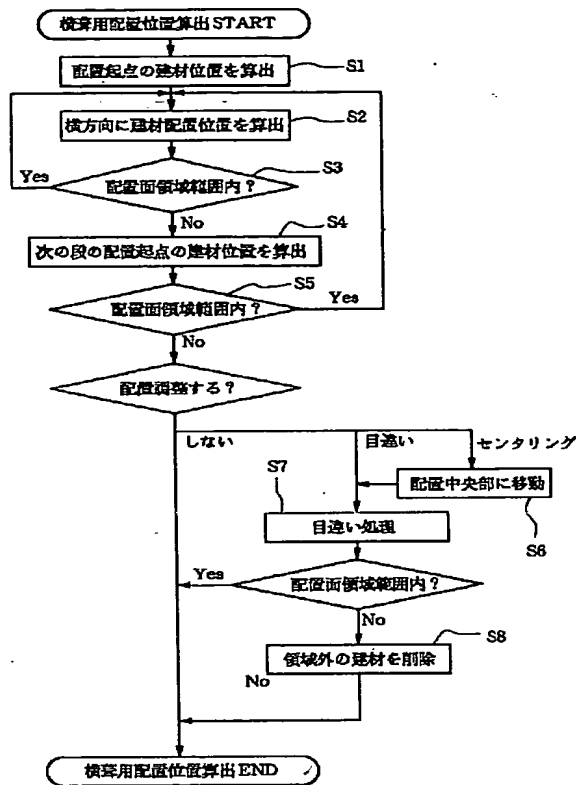 横葺用配置位置算出START
配置起点の建材位置を算出
S1
横方向に建材配置位置を算出
S2
Yes
配置面領域範囲内?
S3
No
S4
次の段の配置起点の建材位置を算出
S5
配置面領域範囲内?
Yes
No
配置調整する?
しない
目違い
センタリング
S7
配置中央部に移動
S6
目違い処理
Yes
配置面領域範囲内?
No
S8
領域外の建材を削除
No
横葺用配置位置算出END